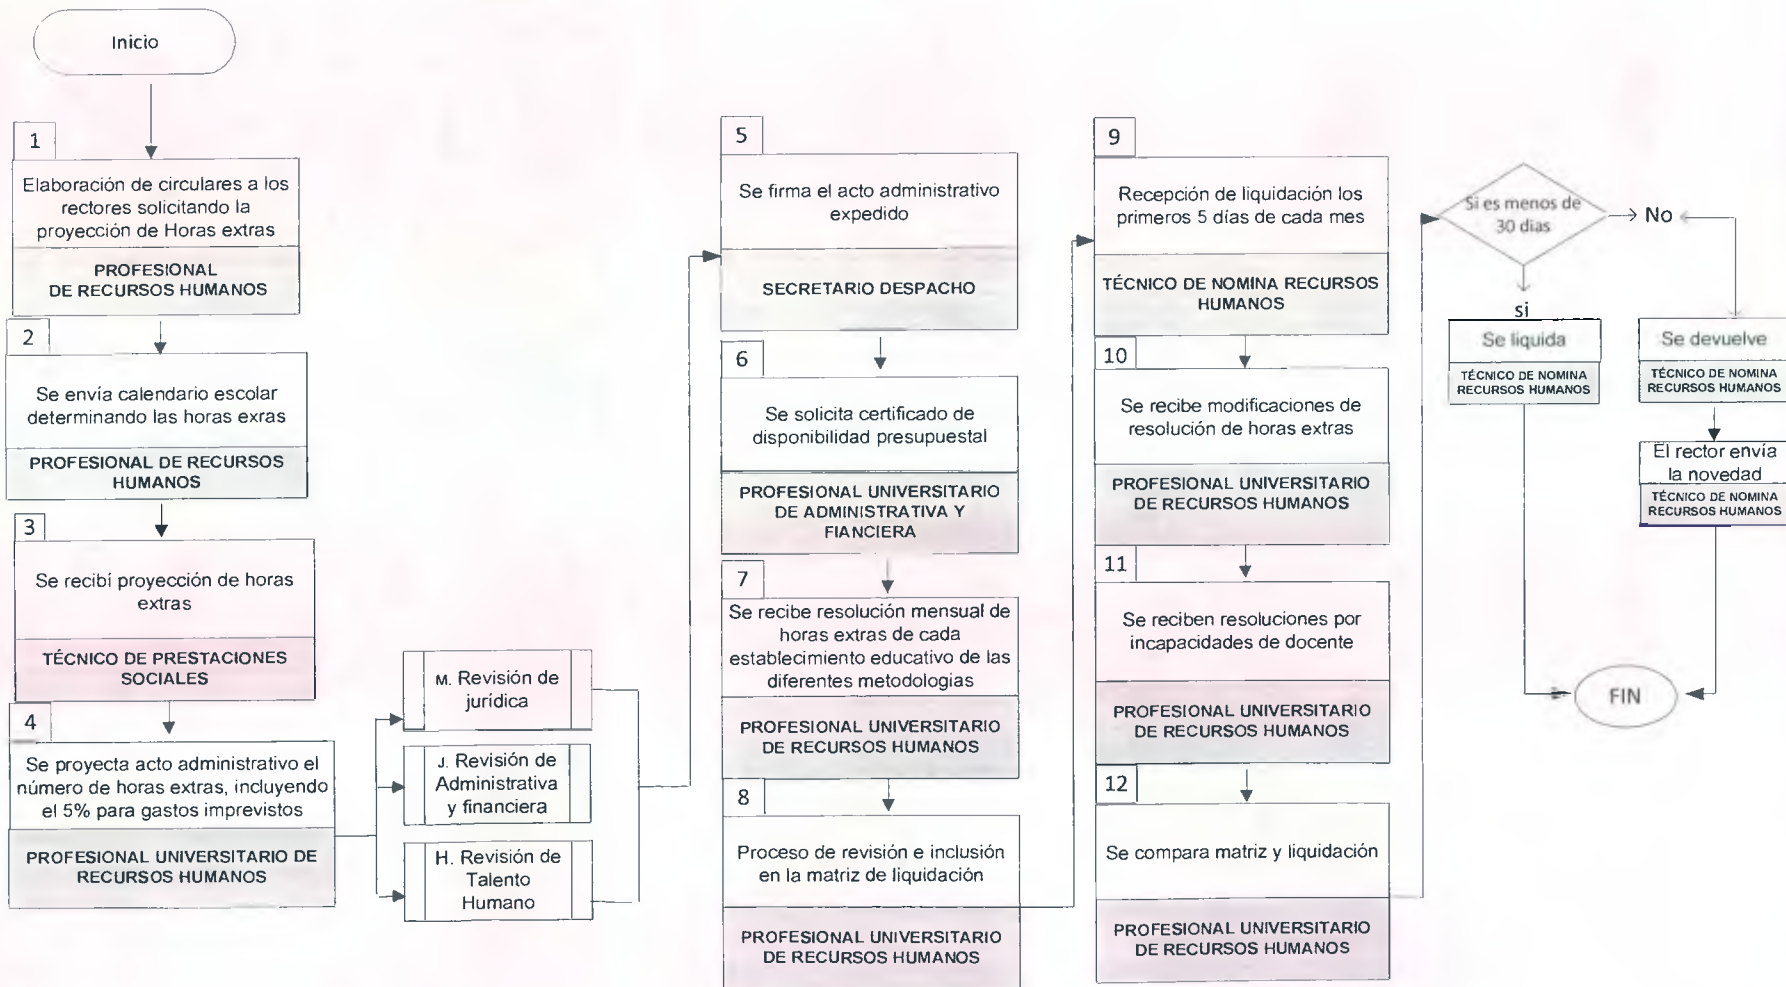 Inicio
1
Elaboración de circulares a los
rectores solicitando la
proyección de Horas extras
PROFESIONAL
DE RECURSOS HUMANOS
2
Se envía calendario escolar
determinando las horas exras
PROFESIONAL DE RECURSOS
HUMANOS
3
Se recibí proyección de horas
extras
TÉCNICO DE PRESTACIONES
SOCIALES
4
Se proyecta acto administrativo el
número de horas extras, incluyendo
el 5% para gastos imprevistos
PROFESIONAL UNIVERSITARIO DE
RECURSOS HUMANOS
M. Revisión de
jurídica
J. Revisión de
Administrativa
y financiera
H. Revisión de
Talento
Humano
5
Se firma el acto administrativo
expedido
SECRETARIO DESPACHO
6
Se solicita certificado de
disponibilidad presupuestal
PROFESIONAL UNIVERSITARIO
DE ADMINISTRATIVA Y
FIANCIERA
7
Se recibe resolución mensual de
horas extras de cada
establecimiento educativo de las
diferentes metodologias
PROFESIONAL UNIVERSITARIO
DE RECURSOS HUMANOS
8
Proceso de revisión e inclusión
en la matriz de liquidación
PROFESIONAL UNIVERSITARIO
DE RECURSOS HUMANOS
9
Recepción de liquidación los
primeros 5 días de cada mes
TÉCNICO DE NOMINA RECURSOS
HUMANOS
10
Se recibe modificaciones de
resolución de horas extras
PROFESIONAL UNIVERSITARIO
DE RECURSOS HUMANOS
11
Se reciben resoluciones por
incapacidades de docente
PROFESIONAL UNIVERSITARIO
DE RECURSOS HUMANOS
12
Se compara matriz y liquidación
PROFESIONAL UNIVERSITARIO
DE RECURSOS HUMANOS
Si es menos de
30 dias
No
si
Se liquida
TÉCNICO DE NOMINA
RECURSOS HUMANOS
Se devuelve
TÉCNICO DE NOMINA
RECURSOS HUMANOS
El rector envía
la novedad
TÉCNICO DE NOMINA
RECURSOS HUMANOS
FIN